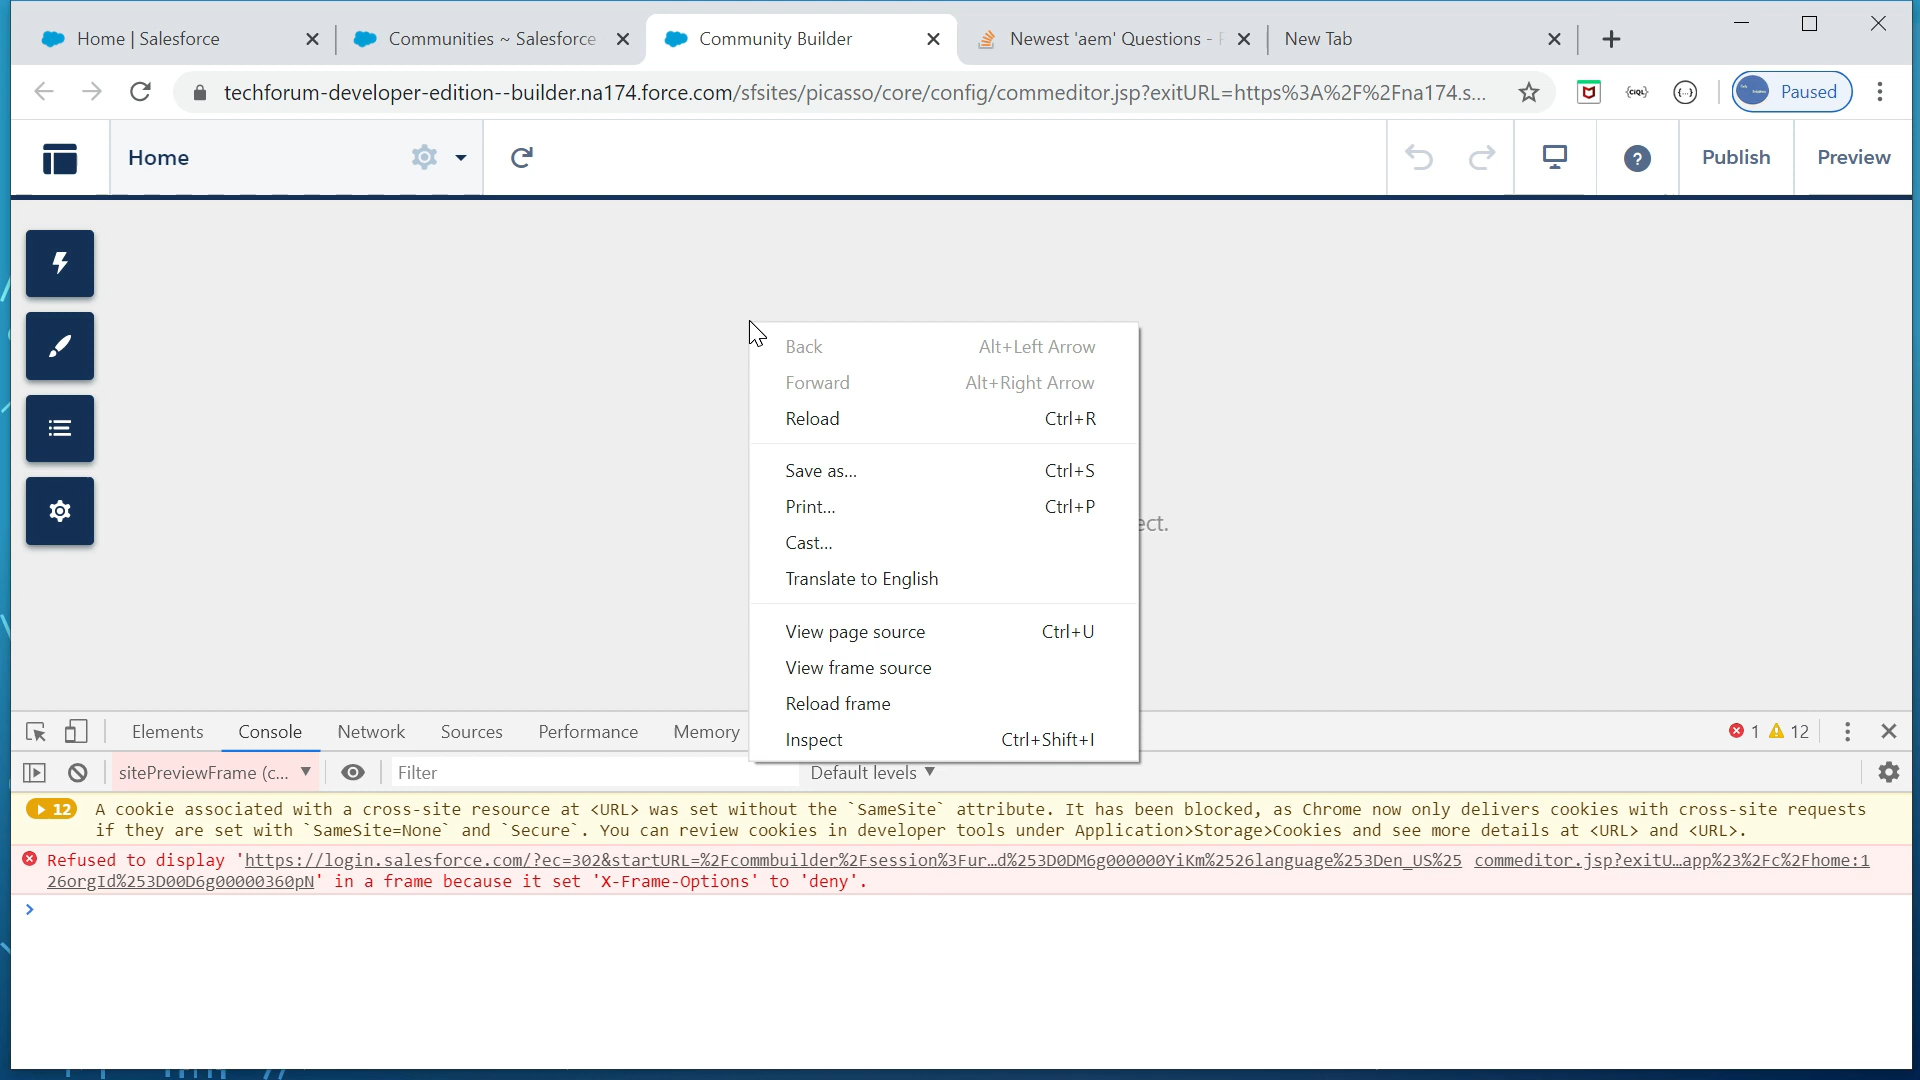 Home | Salesforce
Communities ~ Salesforce
Community Builder
Newest 'aem' Questions -
New Tab
techforum-developer-edition--builder.na174.force.com/sfsites/picasso/core/config/commeditor.jsp?exitURL=https%3A%2F%2Fna174.s...
Paused
Home
Publish
Preview
Back Alt+Left Arrow
Forward Alt+Right Arrow
Reload Ctrl+R
Save as... Ctrl+S
Print... Ctrl+P
ect.
Cast...
Translate to English
View page source Ctrl+U
View frame source
Reload frame
Inspect Ctrl+Shift+I
Elements Console Network Sources Performance Memory 1 12
sitePreviewFrame (c... Filter Default levels
12 A cookie associated with a cross-site resource at <URL> was set without the `SameSite` attribute. It has been blocked, as Chrome now only delivers cookies with cross-site requests
if they are set with `SameSite=None` and `Secure`. You can review cookies in developer tools under Application>Storage>Cookies and see more details at <URL> and <URL>.
Refused to display 'https://login.salesforce.com/?ec=302&startURL=%2Fcommbuilder%2Fsession%3Fur…d%253D0DM6g000000YiKm%2526language%253Den_US%25 commeditor.jsp?exitU…app%23%2Fc%2Fhome:1
26orgId%253D00D6g00000360pN' in a frame because it set 'X-Frame-Options' to 'deny'.